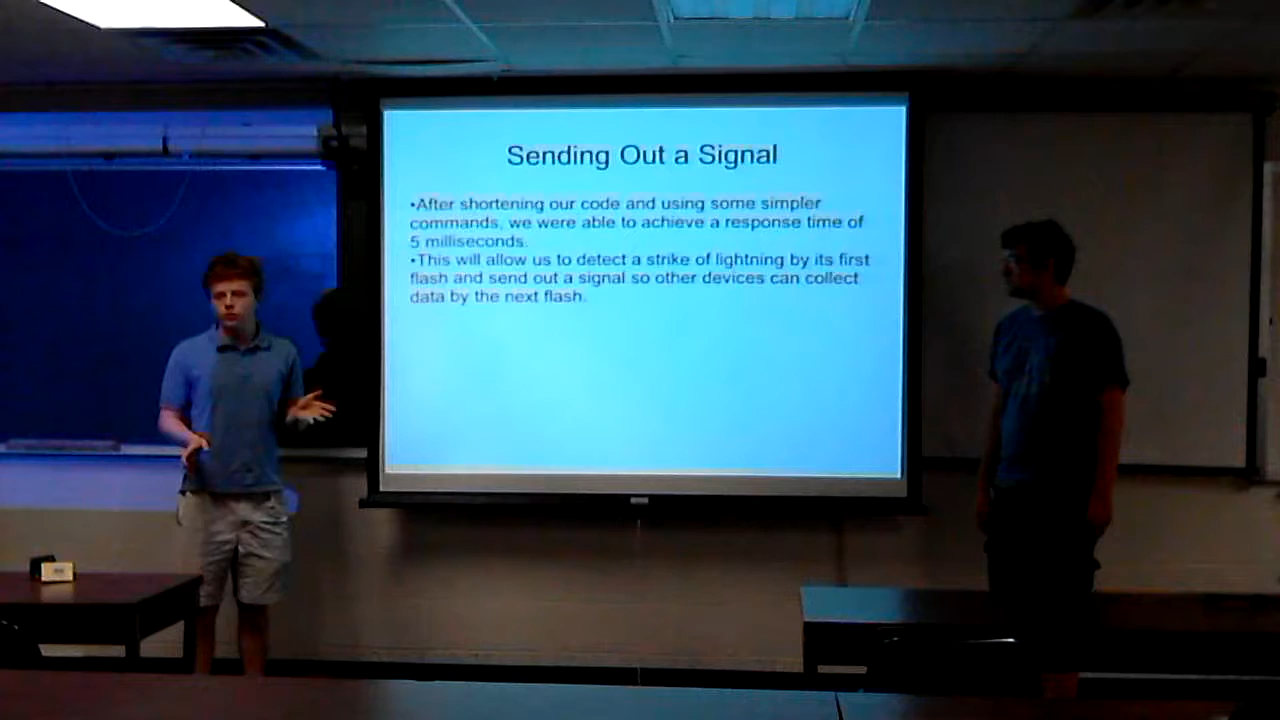 Sending Out a Signal
•After shortening our code and using some simpler
commands, we were able to achieve a response time of
5 milliseconds.
•This will allow us to detect a strike of lightning by its first
flash and send out a signal so other devices can collect
data by the next flash.